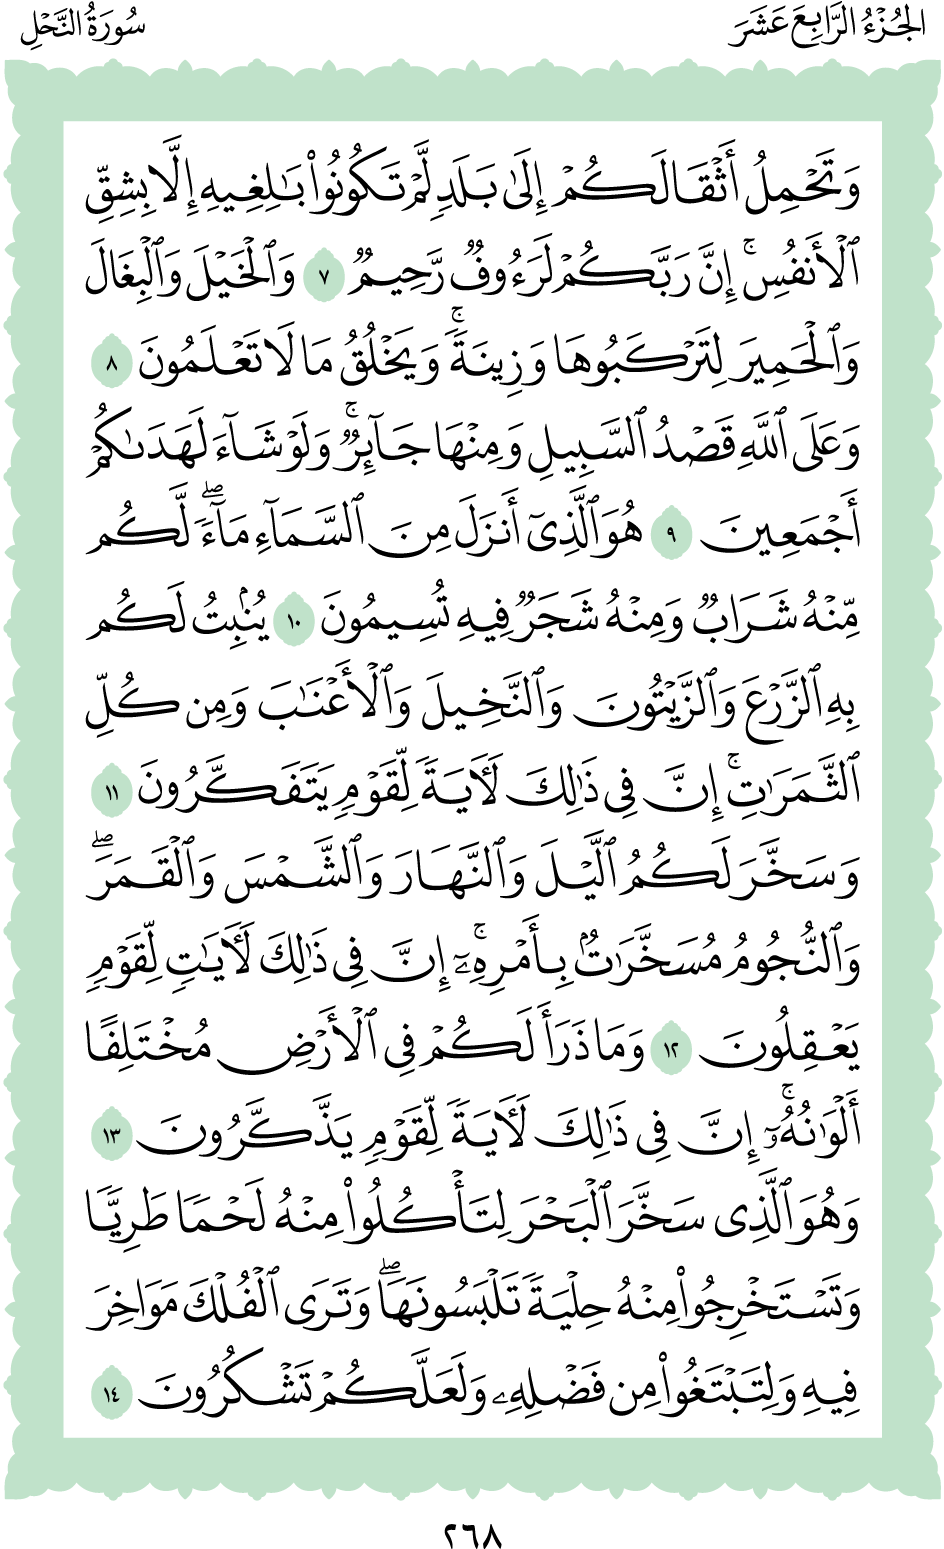 الجُزْءُ الرَّابِعَ عَشَرَ
سُورَةُ النَّحْلِ
وَتَحْمِلُ أَثْقَالَكُمْ إِلَىٰ بَلَدٍ لَّمْ تَكُونُوا۟ بَـٰلِغِيهِ إِلَّا بِشِقِّ
ٱلْأَنفُسِ ۚ إِنَّ رَبَّكُمْ لَرَءُوفٌ رَّحِيمٌ ٧ وَٱلْخَيْلَ وَٱلْبِغَالَ
وَٱلْحَمِيرَ لِتَرْكَبُوهَا وَزِينَةً ۚ وَيَخْلُقُ مَا لَا تَعْلَمُونَ ٨
وَعَلَى ٱللَّهِ قَصْدُ ٱلسَّبِيلِ وَمِنْهَا جَآئِرٌ ۚ وَلَوْ شَآءَ لَهَدَىٰكُمْ
أَجْمَعِينَ ٩ هُوَ ٱلَّذِىٓ أَنزَلَ مِنَ ٱلسَّمَآءِ مَآءً ۖ لَّكُم
مِّنْهُ شَرَابٌ وَمِنْهُ شَجَرٌ فِيهِ تُسِيمُونَ ١٠ يُنۢبِتُ لَكُم
بِهِ ٱلزَّرْعَ وَٱلزَّيْتُونَ وَٱلنَّخِيلَ وَٱلْأَعْنَـٰبَ وَمِن كُلِّ
ٱلثَّمَرَٰتِ ۗ إِنَّ فِى ذَٰلِكَ لَـَٔايَةً لِّقَوْمٍ يَتَفَكَّرُونَ ١١
وَسَخَّرَ لَكُمُ ٱلَّيْلَ وَٱلنَّهَارَ وَٱلشَّمْسَ وَٱلْقَمَرَ ۖ
وَٱلنُّجُومُ مُسَخَّرَٰتٌۢ بِأَمْرِهِۦٓ ۗ إِنَّ فِى ذَٰلِكَ لَـَٔايَـٰتٍ لِّقَوْمٍ
يَعْقِلُونَ ١٢ وَمَا ذَرَأَ لَكُمْ فِى ٱلْأَرْضِ مُخْتَلِفًا
أَلْوَٰنُهُۥٓ ۗ إِنَّ فِى ذَٰلِكَ لَـَٔايَةً لِّقَوْمٍ يَذَّكَّرُونَ ١٣
وَهُوَ ٱلَّذِى سَخَّرَ ٱلْبَحْرَ لِتَأْكُلُوا۟ مِنْهُ لَحْمًا طَرِيًّا
وَتَسْتَخْرِجُوا۟ مِنْهُ حِلْيَةً تَلْبَسُونَهَا ۖ وَتَرَى ٱلْفُلْكَ مَوَاخِرَ
فِيهِ وَلِتَبْتَغُوا۟ مِن فَضْلِهِۦ وَلَعَلَّكُمْ تَشْكُرُونَ ١٤
٢٦٨